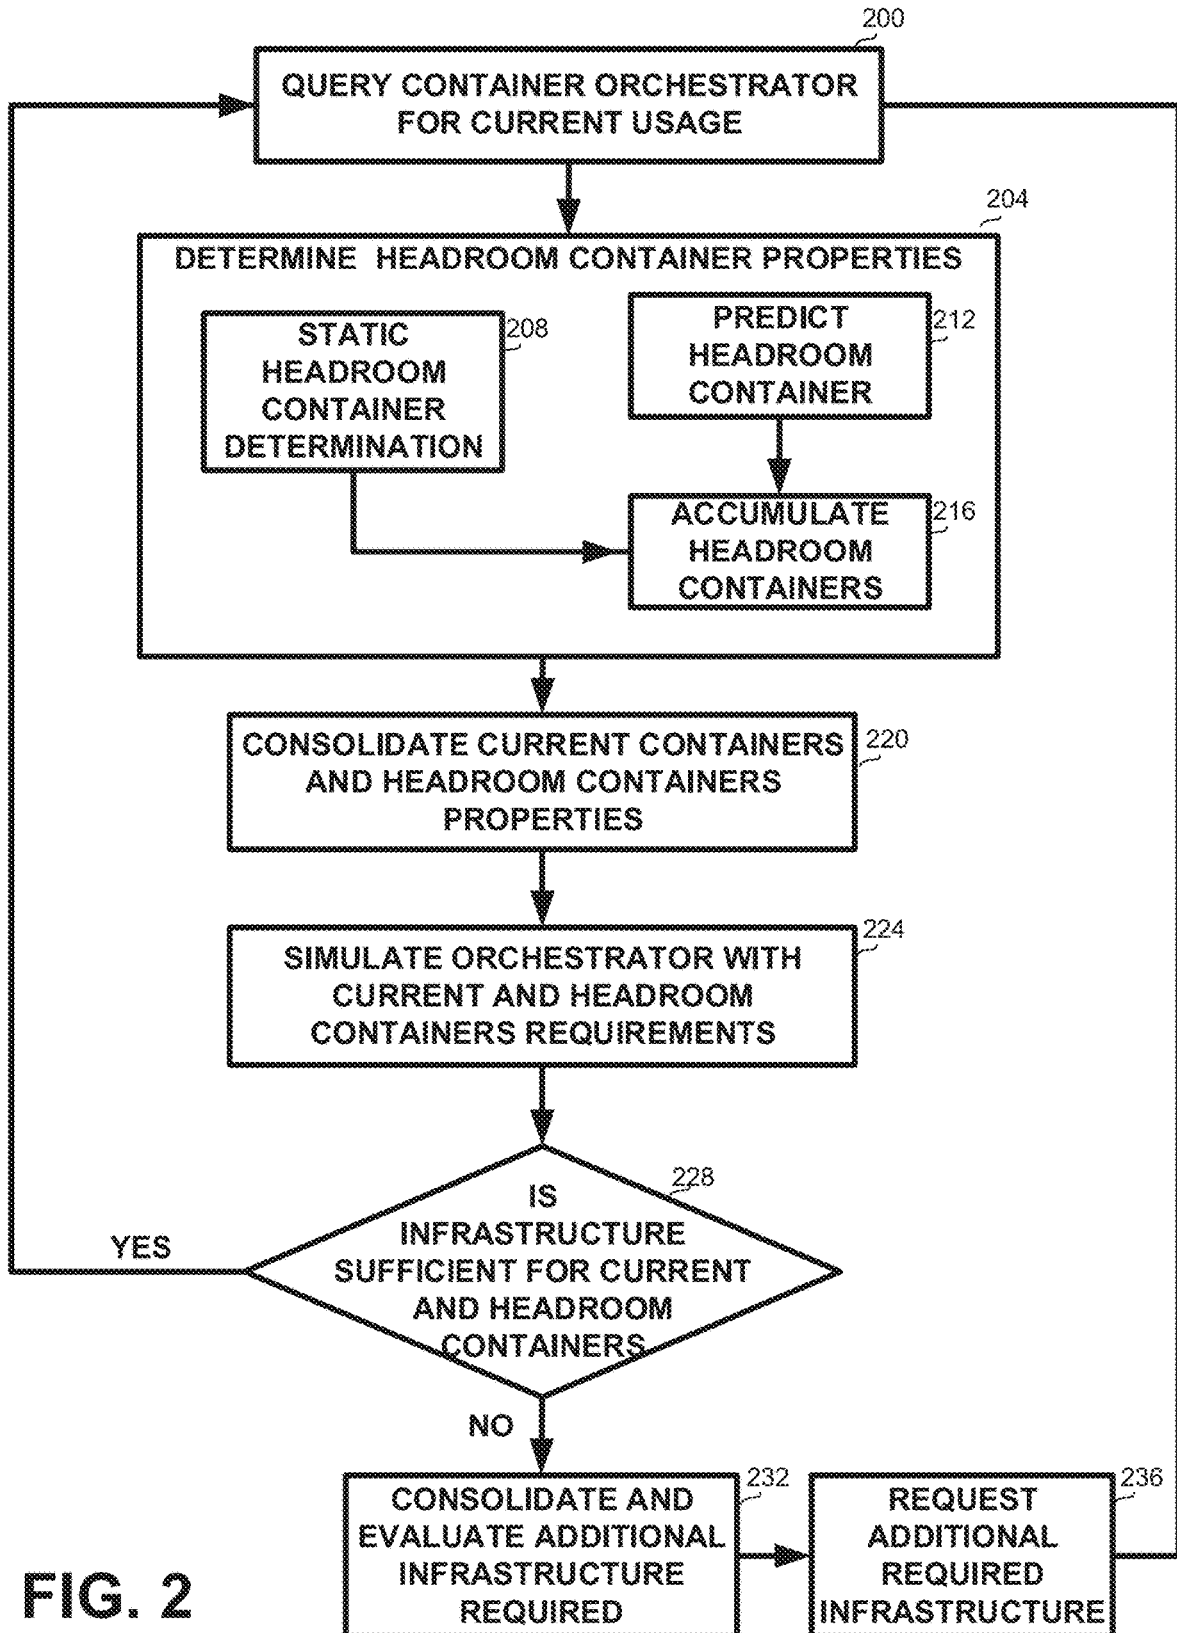 200
QUERY CONTAINER ORCHESTRATOR
FOR CURRENT USAGE
204
DETERMINE HEADROOM CONTAINER PROPERTIES
208
STATIC
HEADROOM
CONTAINER
DETERMINATION
212
PREDICT
HEADROOM
CONTAINER
216
ACCUMULATE
HEADROOM
CONTAINERS
220
CONSOLIDATE CURRENT CONTAINERS
AND HEADROOM CONTAINERS
PROPERTIES
224
SIMULATE ORCHESTRATOR WITH
CURRENT AND HEADROOM
CONTAINERS REQUIREMENTS
228
IS
INFRASTRUCTURE
SUFFICIENT FOR CURRENT
AND HEADROOM
CONTAINERS
YES
NO
232
CONSOLIDATE AND
EVALUATE ADDITIONAL
INFRASTRUCTURE
REQUIRED
236
REQUEST
ADDITIONAL
REQUIRED
INFRASTRUCTURE
FIG. 2